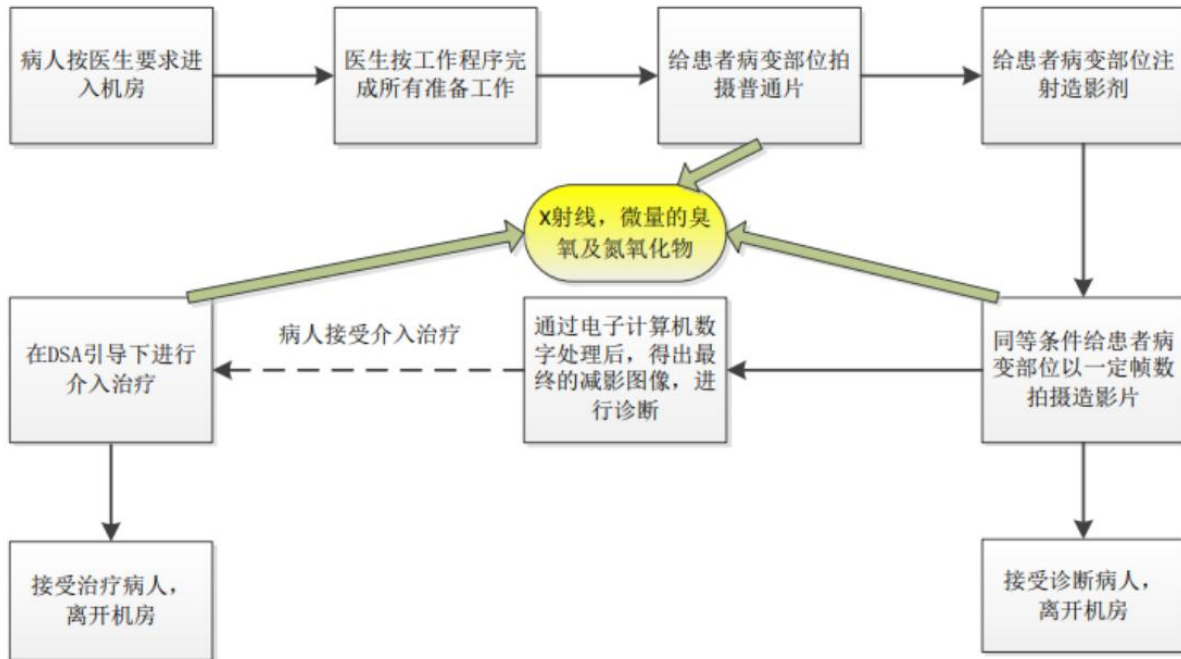 病人按医生要求进
入机房
医生按工作程序完
成所有准备工作
给患者病变部位拍
摄普通片
给患者病变部位注
射造影剂
X射线，微量的臭
氧及氮氧化物
在DSA引导下进行
介入治疗
病人接受介入治疗
通过电子计算机数
字处理后，得出最
终的减影图像，进
行诊断
同等条件给患者病
变部位以一定帧数
拍摄造影片
接受治疗病人，
离开机房
接受诊断病人，
离开机房